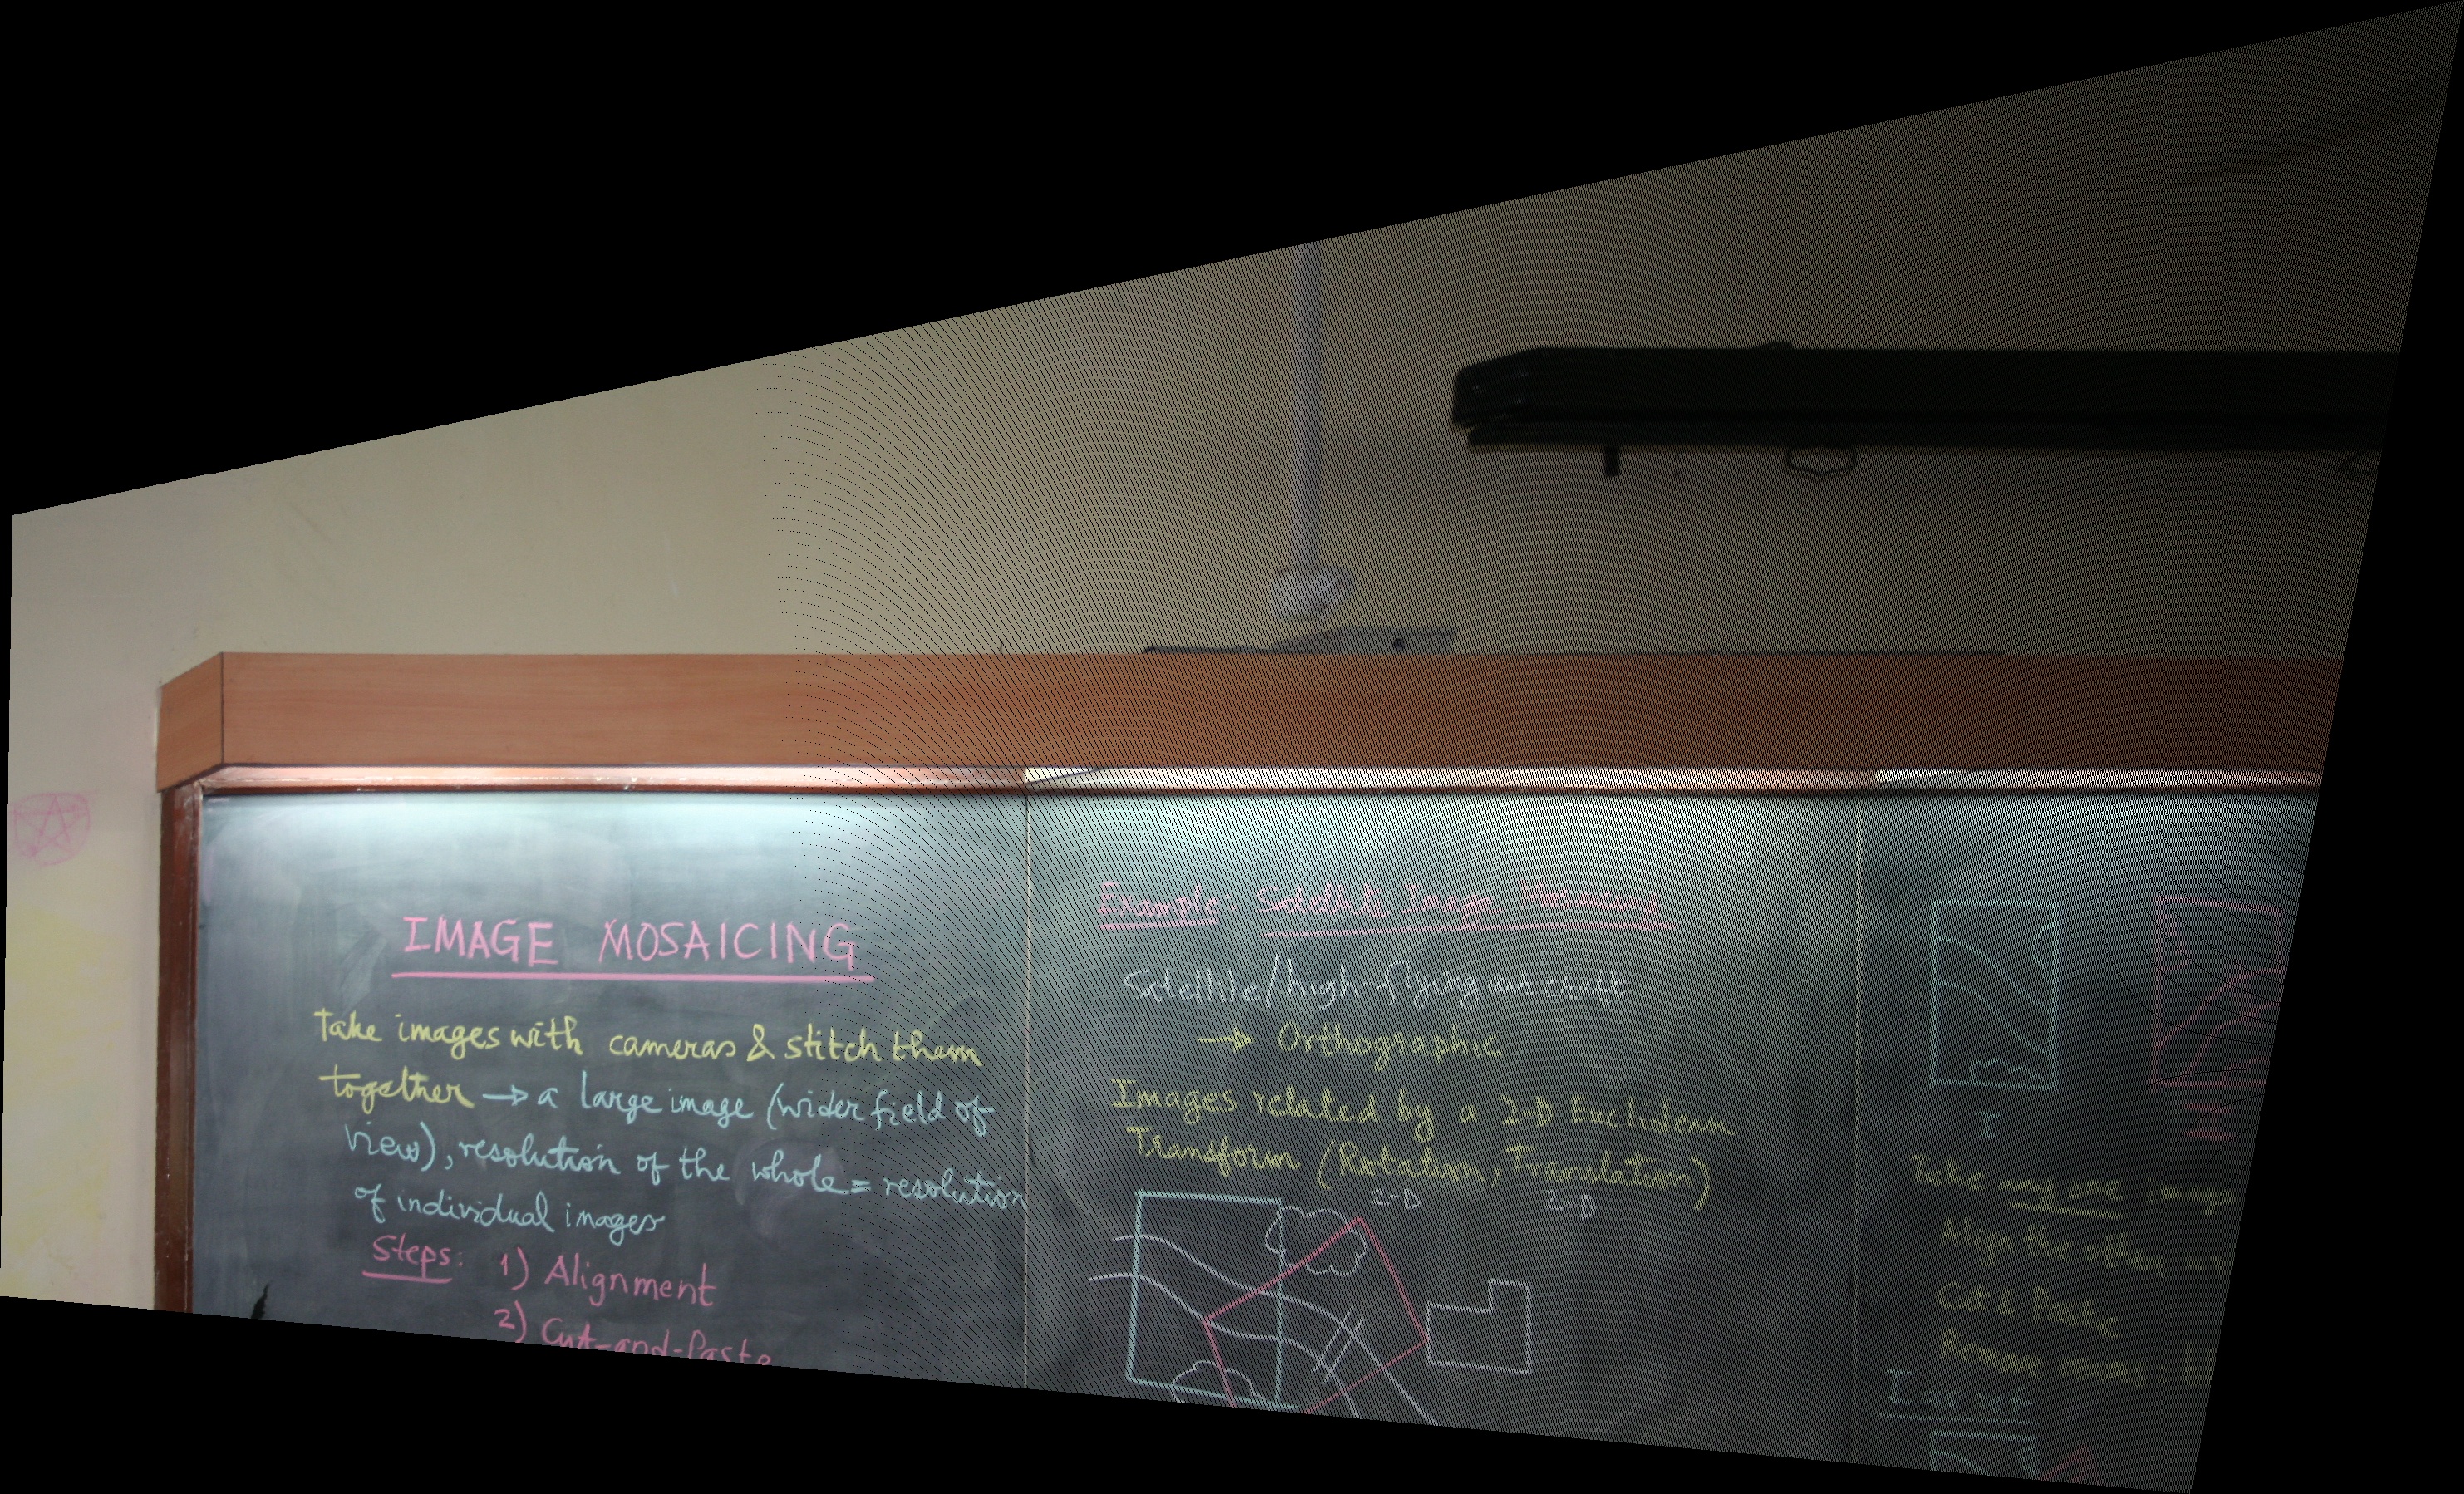 IMAGE MOSAICING
Take images with cameras & stitch them
together → a large image (wider field of
view), resolution of the whole = resolution
of individual images
Steps: 1) Alignment
2) Cut-and-Paste
Example: Satellite Image Mosaicing
Satellite/high-flying aircraft
→ Orthographic
Images related by a 2-D Euclidean
Transform (Rotation, Translation)
2-D 2-D
I
Take any one image
Align the other
Cut & Paste
Remove seams:
I as ref